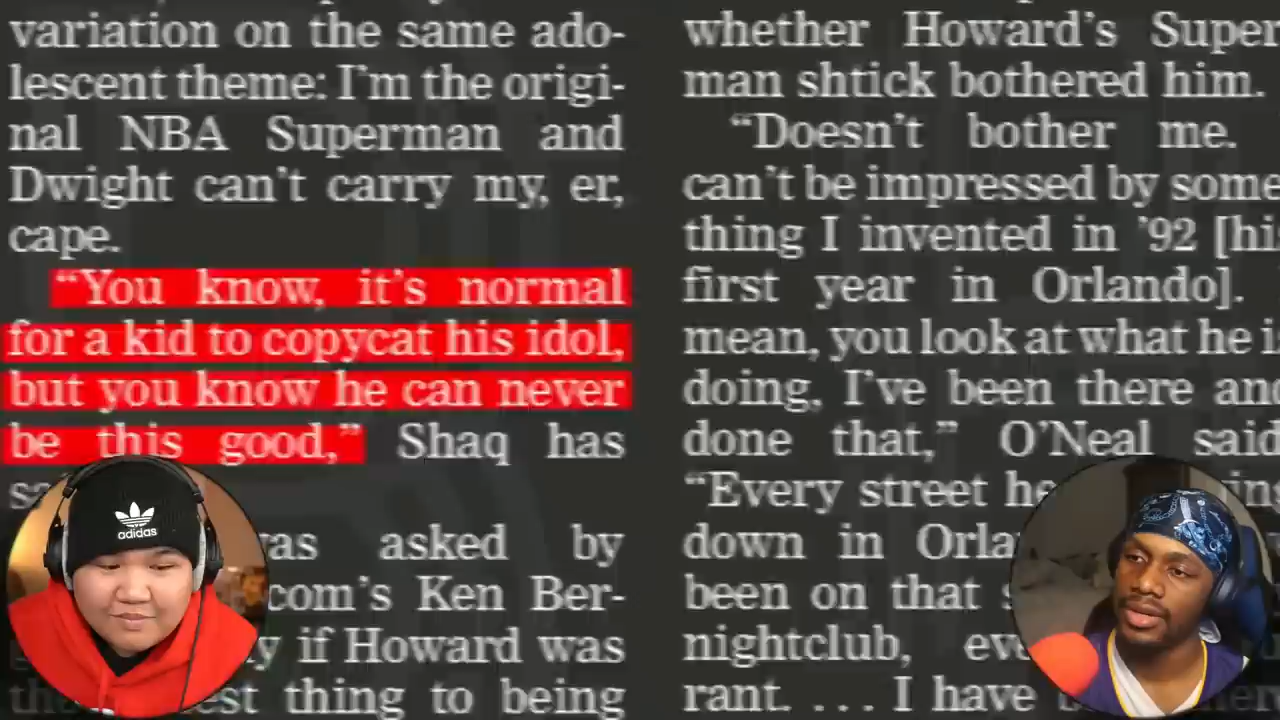 variation on the same ado-
lescent theme: I'm the origi-
nal NBA Superman and
Dwight can't carry my, er,
cape.
“You know, it's normal
for a kid to copycat his idol,
but you know he can never
be this good,” Shaq has
asked by
com's Ken Ber-
if Howard was
thing to being
whether Howard's Super
man shtick bothered him.
“Doesn't bother me.
can't be impressed by some
thing I invented in '92 [his
first year in Orlando].
mean, you look at what he is
doing, I've been there and
done that,” O'Neal said
“Every street he
down in Orla
been on that
nightclub,
rant. . . . I have
adidas